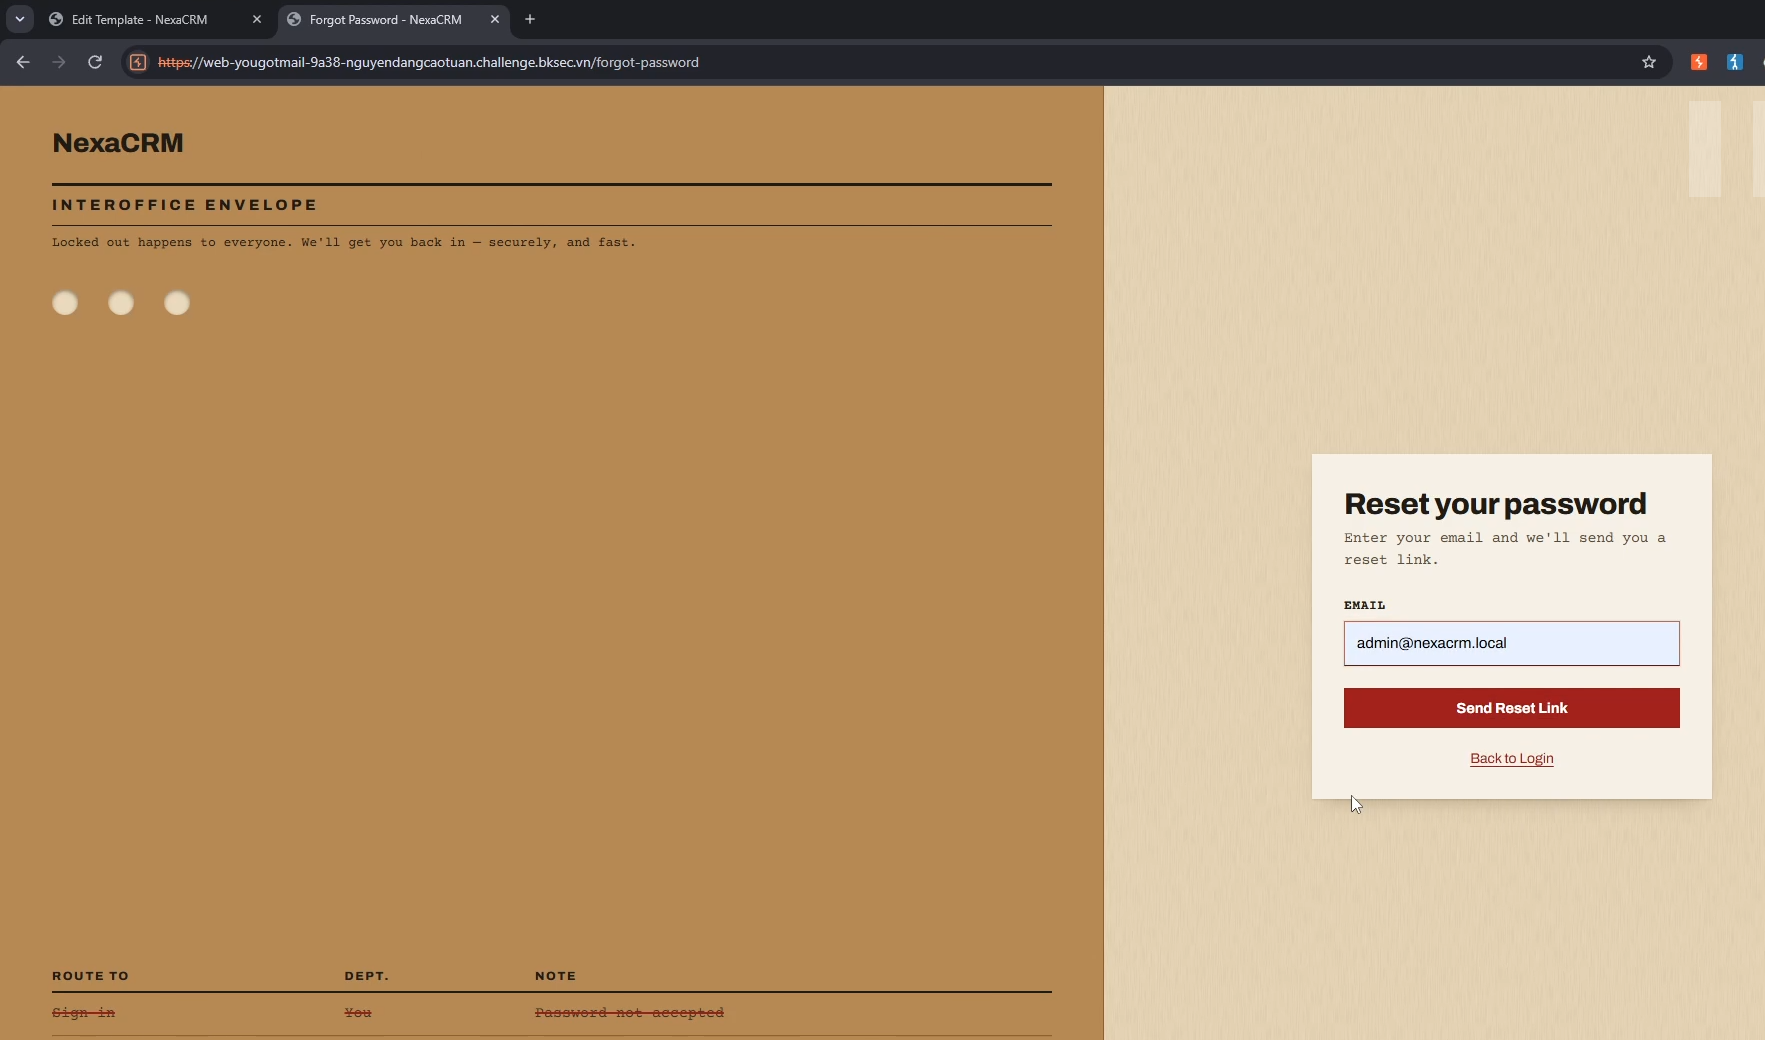 Edit Template - NexaCRM
Forgot Password - NexaCRM
https://web-yougotmail-9a38-nguyendangcaotuan.challenge.bksec.vn/forgot-password
NexaCRM
INTEROFFICE ENVELOPE
Locked out happens to everyone. We'll get you back in — securely, and fast.
Reset your password
Enter your email and we'll send you a
reset link.
EMAIL
admin@nexacrm.local
Send Reset Link
Back to Login
ROUTE TO DEPT. NOTE
Sign in You Password not accepted